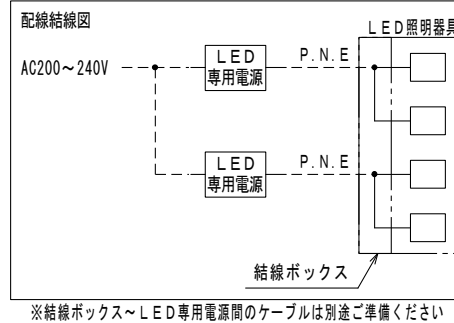 配線結線図
LED照明器具
AC200～240V
LED
専用電源
P.N.E
LED
専用電源
P.N.E
結線ボックス
※結線ボックス～LED専用電源間のケーブルは別途ご準備ください